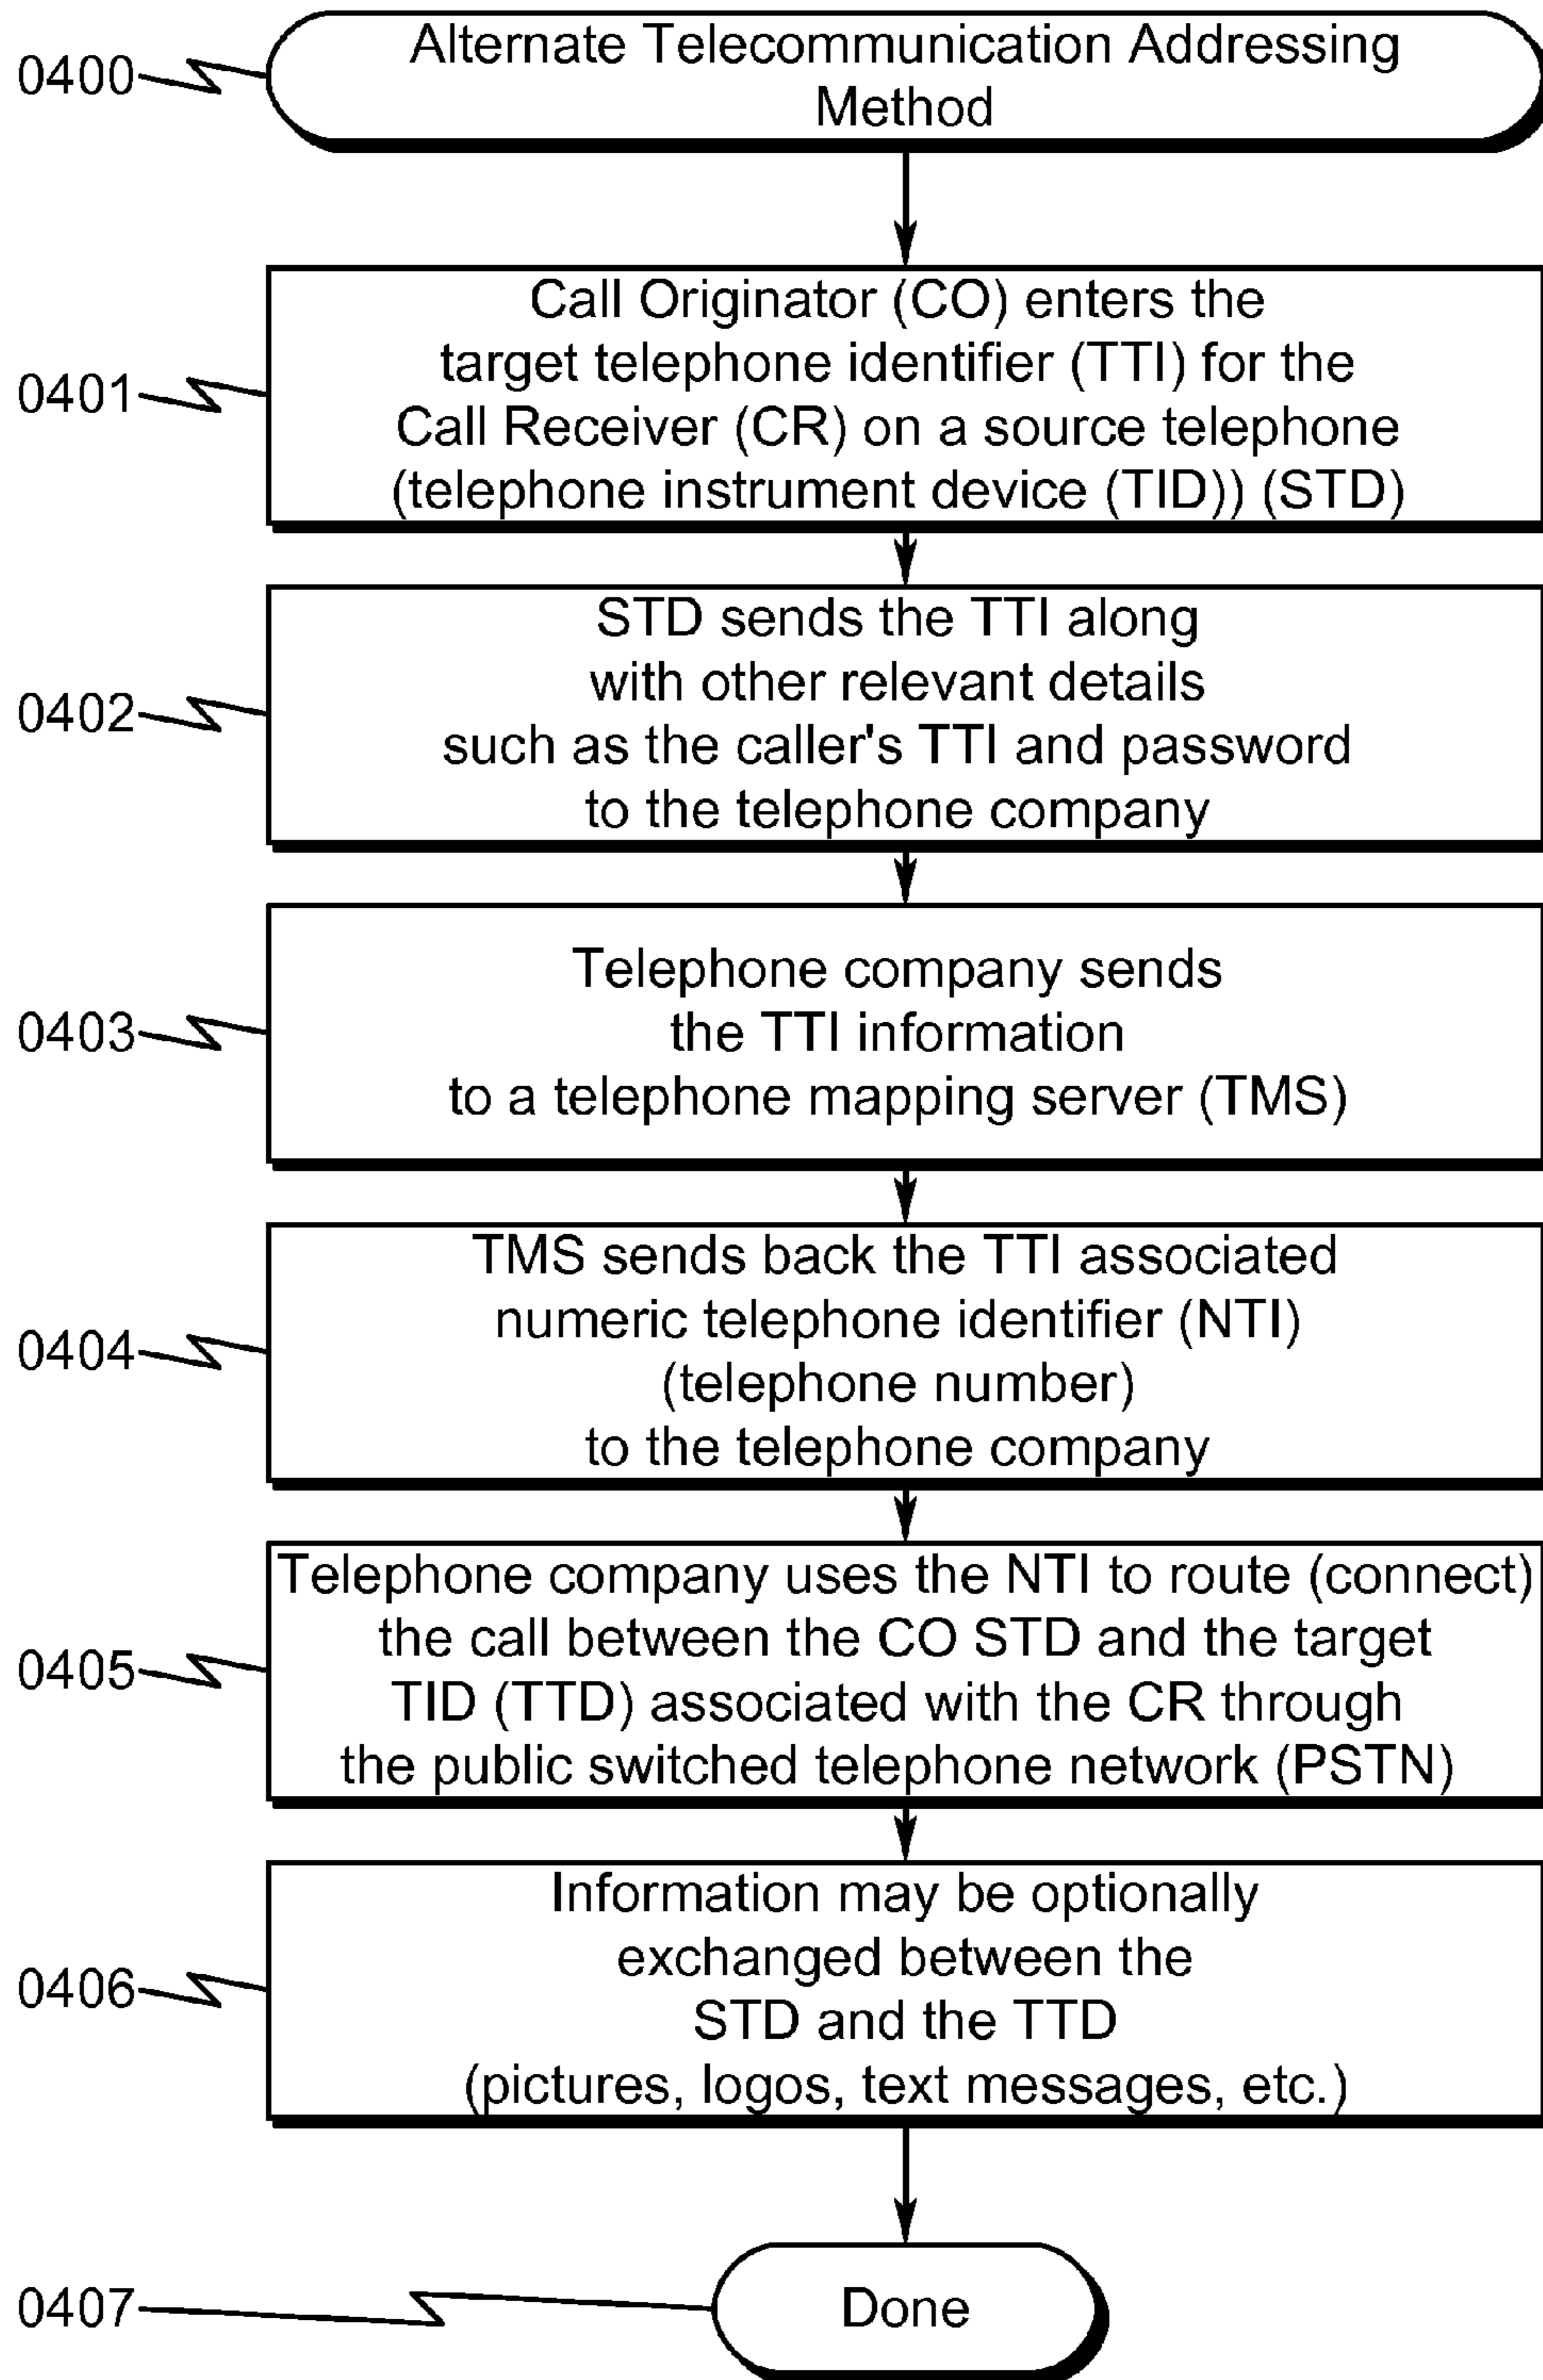 0400
Alternate Telecommunication Addressing
Method
0401
Call Originator (CO) enters the
target telephone identifier (TTI) for the
Call Receiver (CR) on a source telephone
(telephone instrument device (TID)) (STD)
0402
STD sends the TTI along
with other relevant details
such as the caller's TTI and password
to the telephone company
0403
Telephone company sends
the TTI information
to a telephone mapping server (TMS)
0404
TMS sends back the TTI associated
numeric telephone identifier (NTI)
(telephone number)
to the telephone company
0405
Telephone company uses the NTI to route (connect)
the call between the CO STD and the target
TID (TTD) associated with the CR through
the public switched telephone network (PSTN)
0406
Information may be optionally
exchanged between the
STD and the TTD
(pictures, logos, text messages, etc.)
0407
Done